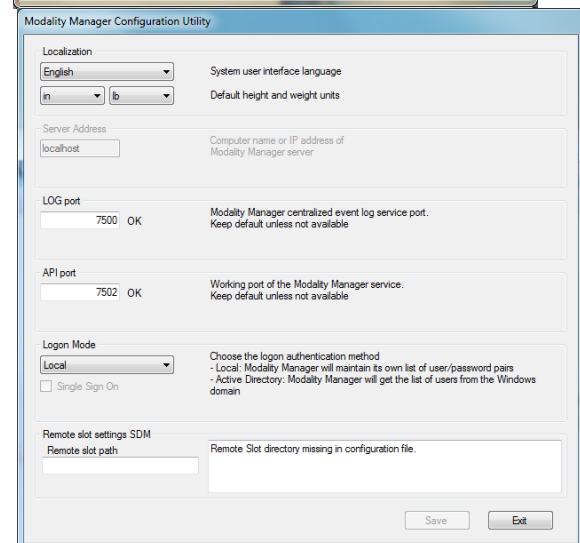 Modality Manager Configuration Utility
Localization
English
System user interface language
in
lb
Default height and weight units
Server Address
localhost
Computer name or IP address of
Modality Manager server
LOG port
7500
OK
Modality Manager centralized event log service port.
Keep default unless not available
API port
7502
OK
Working port of the Modality Manager service.
Keep default unless not available
Logon Mode
Local
Single Sign On
Choose the logon authentication method
- Local: Modality Manager will maintain its own list of user/password pairs
- Active Directory: Modality Manager will get the list of users from the Windows
domain
Remote slot settings SDM
Remote slot path
Remote Slot directory missing in configuration file.
Save
Exit